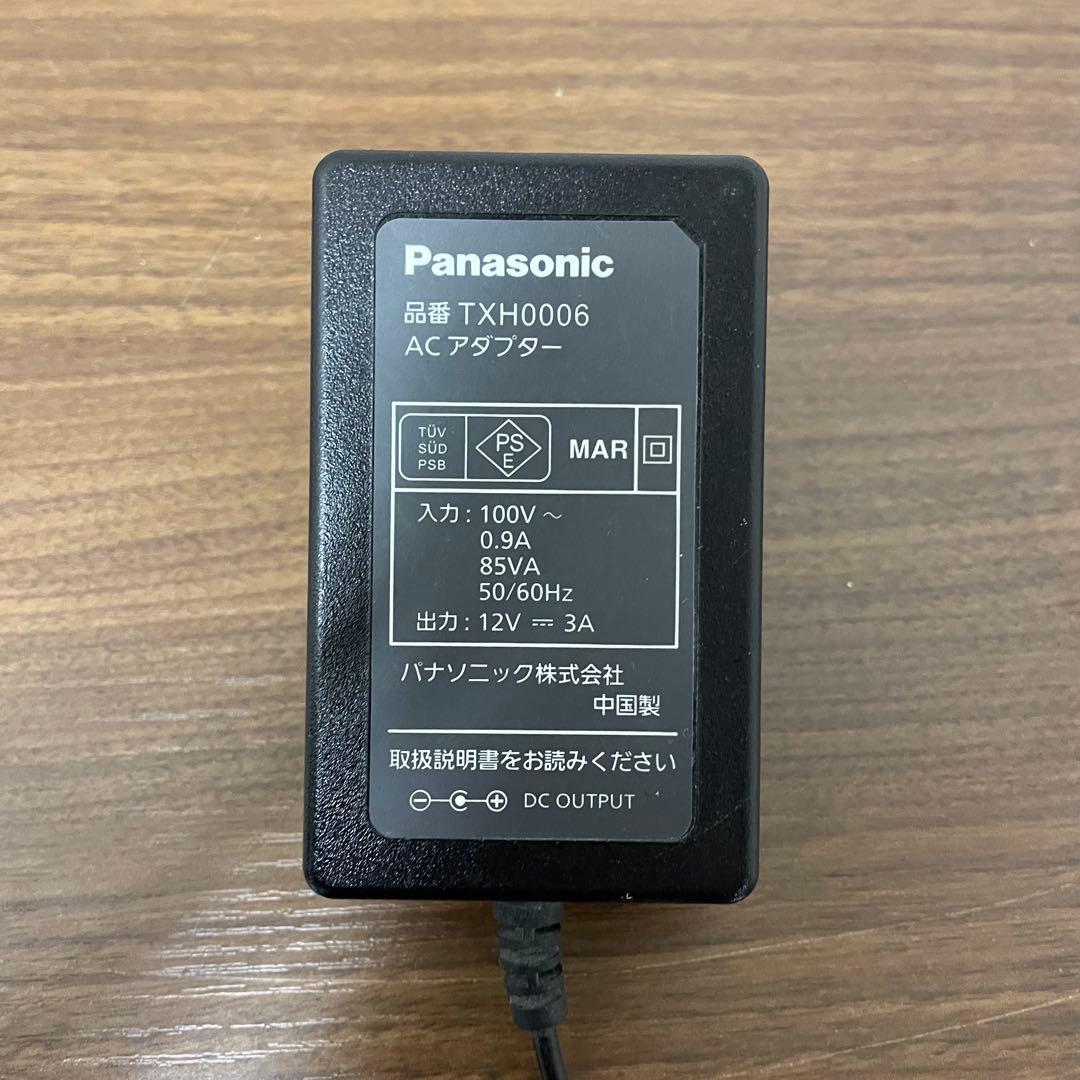 Panasonic
品番 TXH0006
ACアダプター
TÜV
SÜD
PSB
PS
E
MAR
入力: 100V ～
0.9A
85VA
50/60Hz
出力: 12V ⎓ 3A
パナソニック株式会社
中国製
取扱説明書をお読みください
DC OUTPUT